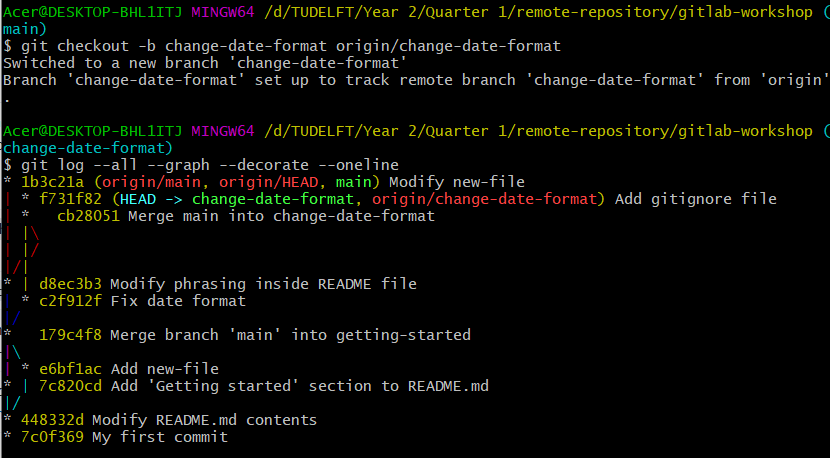 Acer@DESKTOP-BHL1ITJ MINGW64 /d/TUDELFT/Year 2/Quarter 1/remote-repository/gitlab-workshop (
main)
$ git checkout -b change-date-format origin/change-date-format
Switched to a new branch 'change-date-format'
Branch 'change-date-format' set up to track remote branch 'change-date-format' from 'origin'
.

Acer@DESKTOP-BHL1ITJ MINGW64 /d/TUDELFT/Year 2/Quarter 1/remote-repository/gitlab-workshop (
change-date-format)
$ git log --all --graph --decorate --oneline
* 1b3c21a (origin/main, origin/HEAD, main) Modify new-file
| * f731f82 (HEAD -> change-date-format, origin/change-date-format) Add gitignore file
| *   cb28051 Merge main into change-date-format
| |\
| |/
|/|
* | d8ec3b3 Modify phrasing inside README file
| * c2f912f Fix date format
|/
*   179c4f8 Merge branch 'main' into getting-started
|\
| * e6bf1ac Add new-file
* | 7c820cd Add 'Getting started' section to README.md
|/
* 448332d Modify README.md contents
* 7c0f369 My first commit